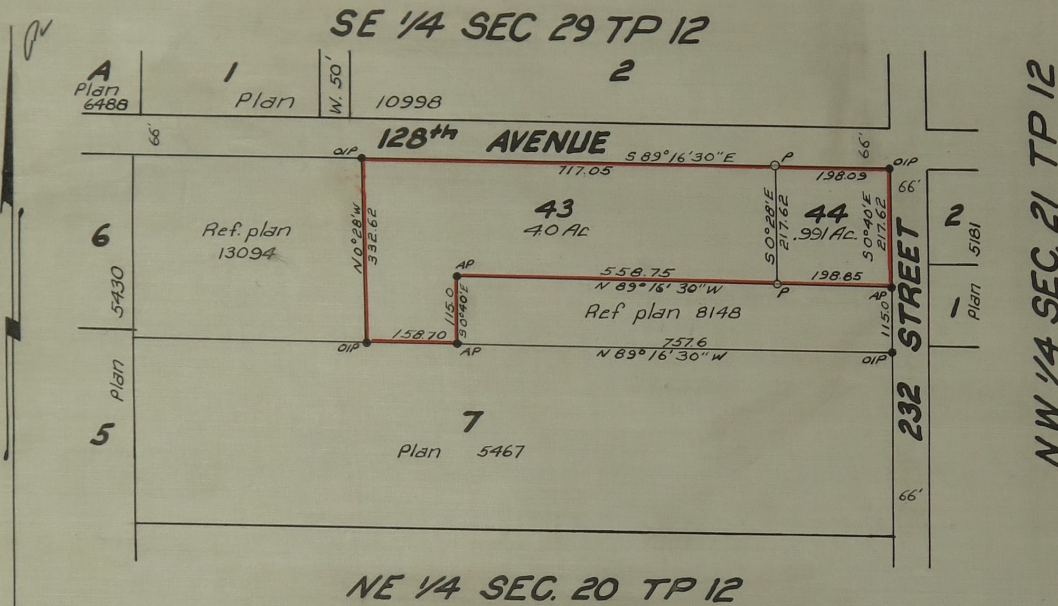 SE 1/4 SEC 29 TP 12
A
Plan
6488
1
Plan
W. 50'
10998
2
66'
128th AVENUE
66'
OIP
S 89° 16' 30" E
717.05
P
198.09
OIP
66'
6
5430
Ref. plan
13094
N 0° 28' W
332.62
43
4.0 Ac
S 0° 28' E
217.62
44
.991 Ac.
S 0° 40' E
217.62
2
5181
AP
558.75
N 89° 16' 30" W
P
198.85
AP
1
Plan
115.0
S 0° 40' E
Ref plan 8148
115.0
OIP
158.70
AP
757.6
N 89° 16' 30" W
OIP
232 STREET
5
Plan
7
Plan 5467
66'
NE 1/4 SEC. 20 TP 12
NW 1/4 SEC. 21 TP 12